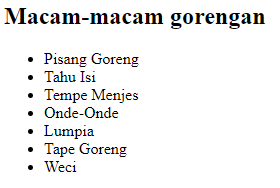 Macam-macam gorengan
• Pisang Goreng
• Tahu Isi
• Tempe Menjes
• Onde-Onde
• Lumpia
• Tape Goreng
• Weci